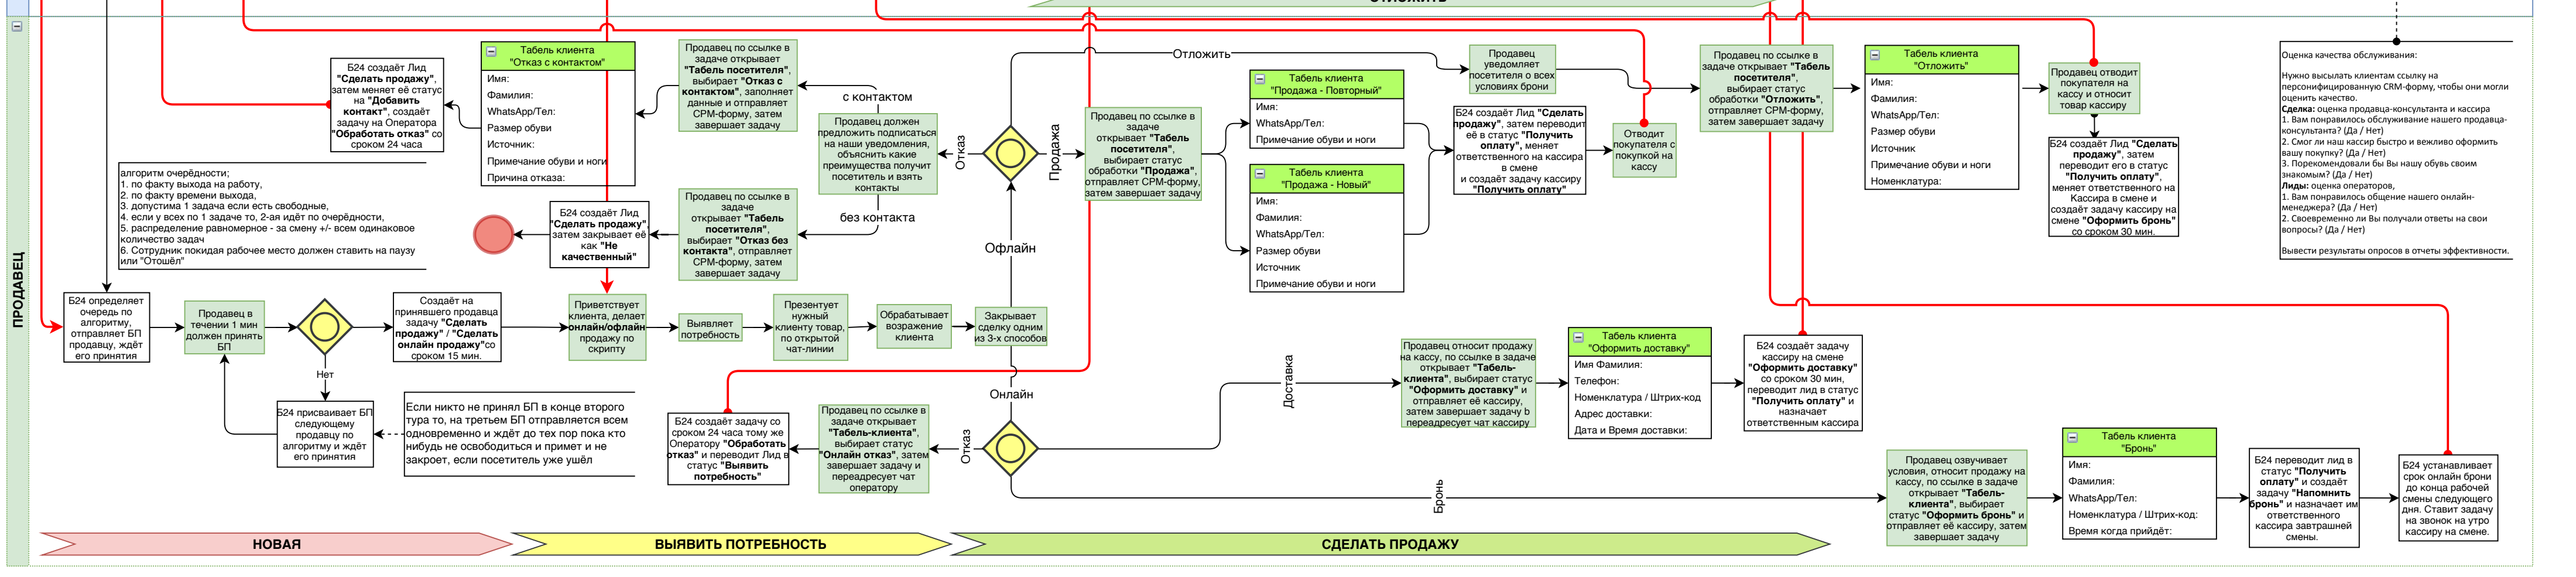 ОТЛОЖИТЬ
ПРОДАВЕЦ
Б24 создаёт Лид
"Сделать продажу",
затем меняет её статус
на "Добавить
контакт", создаёт
задачу на Оператора
"Обработать отказ" со
сроком 24 часа
Табель клиента
"Отказ с контактом"
Имя:
Фамилия:
WhatsApp/Тел:
Размер обуви
Источник:
Примечание обуви и ноги
Причина отказа:
Продавец по ссылке в
задаче открывает
"Табель посетителя",
выбирает "Отказ с
контактом", заполняет
данные и отправляет
СРМ-форму, затем
завершает задачу
с контактом
Продавец должен
предложить подписаться
на наши уведомления,
объяснить какие
преимущества получит
посетитель и взять
контакты
без контакта
Отказ
Продажа
Отложить
Офлайн
алгоритм очерёдности;
1. по факту выхода на работу,
2. по факту времени выхода,
3. допустима 1 задача если есть свободные,
4. если у всех по 1 задаче то, 2-ая идёт по очерёдности,
5. распределение равномерное - за смену +/- всем одинаковое
количество задач
6. Сотрудник покидая рабочее место должен ставить на паузу
или "Отошёл"
Б24 создаёт Лид
"Сделать продажу",
затем закрывает её
как "Не
качественный"
Продавец по ссылке в
задаче
открывает "Табель
посетителя",
выбирает "Отказ без
контакта", отправляет
СРМ-форму, затем
завершает задачу
Продавец по ссылке в
задаче
открывает "Табель
посетителя",
выбирает статус
обработки "Продажа",
отправляет СРМ-форму,
затем завершает задачу
Табель клиента
"Продажа - Повторный"
Имя:
WhatsApp/Тел:
Примечание обуви и ноги
Табель клиента
"Продажа - Новый"
Имя:
Фамилия:
WhatsApp/Тел:
Размер обуви
Источник
Примечание обуви и ноги
Продавец
уведомляет
посетителя о всех
условиях брони
Б24 создаёт Лид "Сделать
продажу", затем переводит
её в статус "Получить
оплату", меняет
ответственного на кассира
в смене
и создаёт задачу кассиру
"Получить оплату"
Отводит
покупателя с
покупкой на
кассу
Продавец по ссылке в
задаче открывает "Табель
посетителя",
выбирает статус
обработки "Отложить",
отправляет СРМ-форму,
затем завершает задачу
Табель клиента
"Отложить"
Имя:
Фамилия:
WhatsApp/Тел:
Размер обуви
Источник
Примечание обуви и ноги
Номенклатура:
Продавец отводит
покупателя на
кассу и относит
товар кассиру
Б24 создаёт Лид "Сделать
продажу", затем
переводит его в статус
"Получить оплату",
меняет ответственного на
Кассира в смене и
создаёт задачу кассиру на
смене "Оформить бронь"
со сроком 30 мин.
Оценка качества обслуживания:
Нужно высылать клиентам ссылку на
персонифицированную CRM-форму, чтобы они могли
оценить качество.
Сделка: оценка продавца-консультанта и кассира
1. Вам понравилось обслуживание нашего продавца-
консультанта? (Да / Нет)
2. Смог ли наш кассир быстро и вежливо оформить
вашу покупку? (Да / Нет)
3. Порекомендовали бы Вы нашу обувь своим
знакомым? (Да / Нет)
Лиды: оценка операторов,
1. Вам понравилось общение нашего онлайн-
менеджера? (Да / Нет)
2. Своевременно ли Вы получали ответы на свои
вопросы? (Да / Нет)
Вывести результаты опросов в отчеты эффективности.
Б24 определяет
очередь по
алгоритму,
отправляет БП
продавцу, ждёт
его принятия
Продавец в
течении 1 мин
должен принять
БП
Нет
Создаёт на
принявшего продавца
задачу "Сделать
продажу" / "Сделать
онлайн продажу"со
сроком 15 мин.
Приветствует
клиента, делает
онлайн/офлайн
продажу по
скрипту
Выявляет
потребность
Презентует
нужный
клиенту товар,
по открытой
чат-линии
Обрабатывает
возражение
клиента
Закрывает
сделку одним
из 3-х способов
Онлайн
Б24 присваивает БП
следующему
продавцу по
алгоритму и ждёт
его принятия
Если никто не принял БП в конце второго
тура то, на третьем БП отправляется всем
одновременно и ждёт до тех пор пока кто
нибудь не освободиться и примет и не
закроет, если посетитель уже ушёл
Б24 создаёт задачу со
сроком 24 часа тому же
Оператору "Обработать
отказ" и переводит Лид в
статус "Выявить
потребность"
Продавец по ссылке в
задаче открывает
"Табель-клиента",
выбирает статус
"Онлайн отказ", затем
завершает задачу и
переадресует чат
оператору
Отказ
Доставка
Бронь
Продавец относит продажу
на кассу, по ссылке в задаче
открывает "Табель-
клиента", выбирает статус
"Оформить доставку" и
отправляет её кассиру,
затем завершает задачу b
переадресует чат кассиру
Табель клиента
"Оформить доставку"
Имя Фамилия:
Телефон:
Номенклатура / Штрих-код
Адрес доставки:
Дата и Время доставки:
Б24 создаёт задачу
кассиру на смене
"Оформить доставку"
со сроком 30 мин,
переводит лид в статус
"Получить оплату" и
назначает
ответственным кассира
Продавец озвучивает
условия, относит продажу на
кассу, по ссылке в задаче
открывает "Табель-
клиента", выбирает
статус "Оформить бронь" и
отправляет её кассиру, затем
завершает задачу
Табель клиента
"Бронь"
Имя:
Фамилия:
WhatsApp/Тел:
Номенклатура / Штрих-код:
Время когда прийдёт:
Б24 переводит лид в
статус "Получить
оплату" и создаёт
задачу "Напомнить
бронь" и назначает им
ответственного
кассира завтрашней
смены.
Б24 устанавливает
срок онлайн брони
до конца рабочей
смены следующего
дня. Ставит задачу
на звонок на утро
кассиру на смене.
НОВАЯ
ВЫЯВИТЬ ПОТРЕБНОСТЬ
СДЕЛАТЬ ПРОДАЖУ